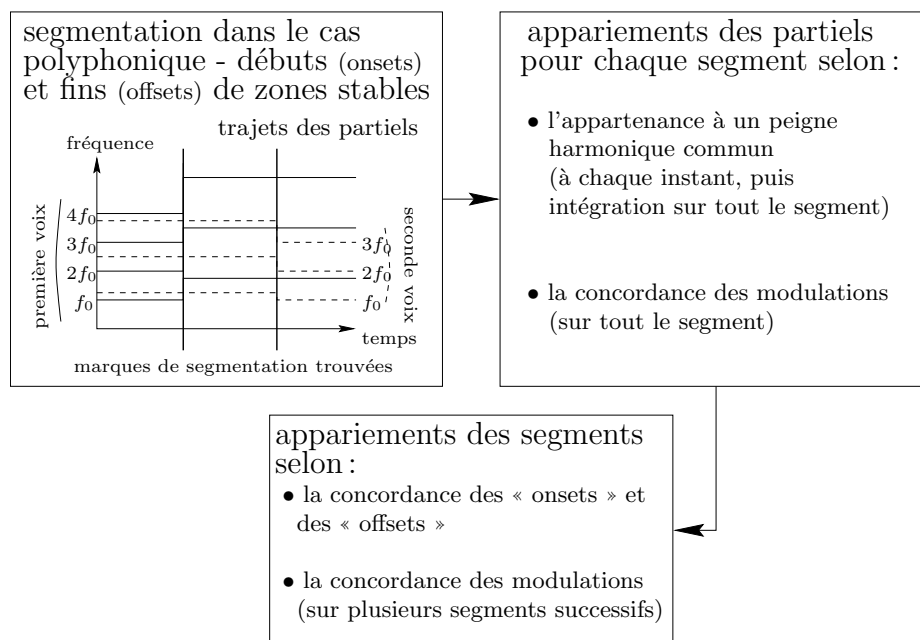 segmentation dans le cas
polyphonique - débuts (onsets)
et fins (offsets) de zones stables
trajets des partiels
fréquence
première voix
4f₀
3f₀
2f₀
f₀
3f₀
2f₀
f₀
seconde voix
temps
marques de segmentation trouvées
appariements des partiels
pour chaque segment selon :
• l'appartenance à un peigne
harmonique commun
(à chaque instant, puis
intégration sur tout le segment)
• la concordance des modulations
(sur tout le segment)
appariements des segments
selon :
• la concordance des « onsets » et
des « offsets »
• la concordance des modulations
(sur plusieurs segments successifs)